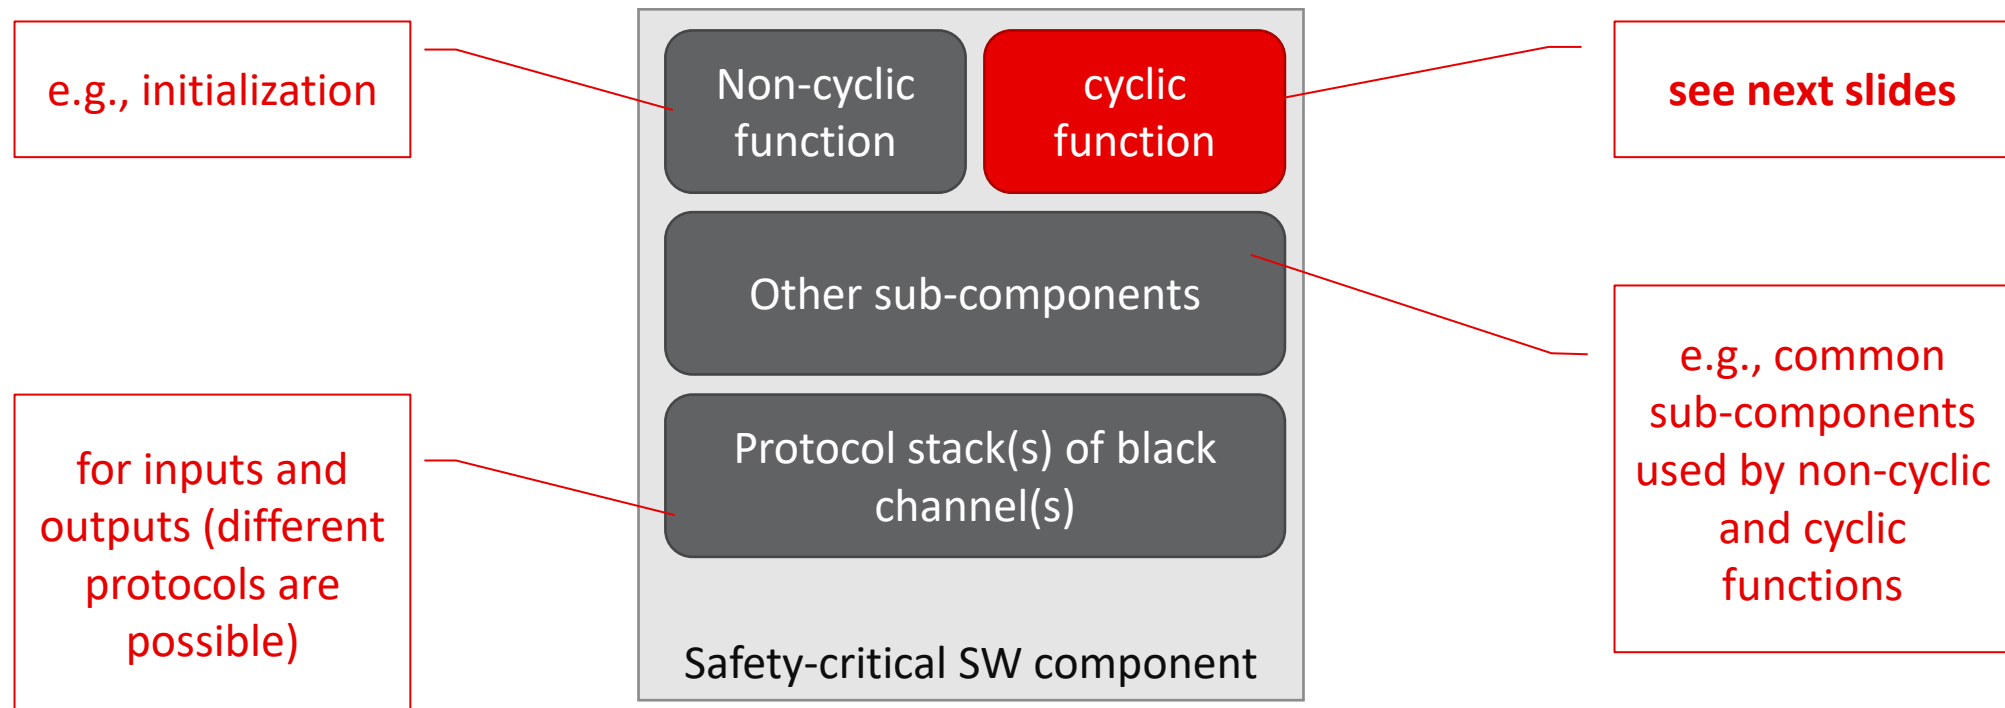 e.g., initialization
Non-cyclic
function
cyclic
function
see next slides
Other sub-components
e.g., common
sub-components
used by non-cyclic
and cyclic
functions
for inputs and
outputs (different
protocols are
possible)
Protocol stack(s) of black
channel(s)
Safety-critical SW component